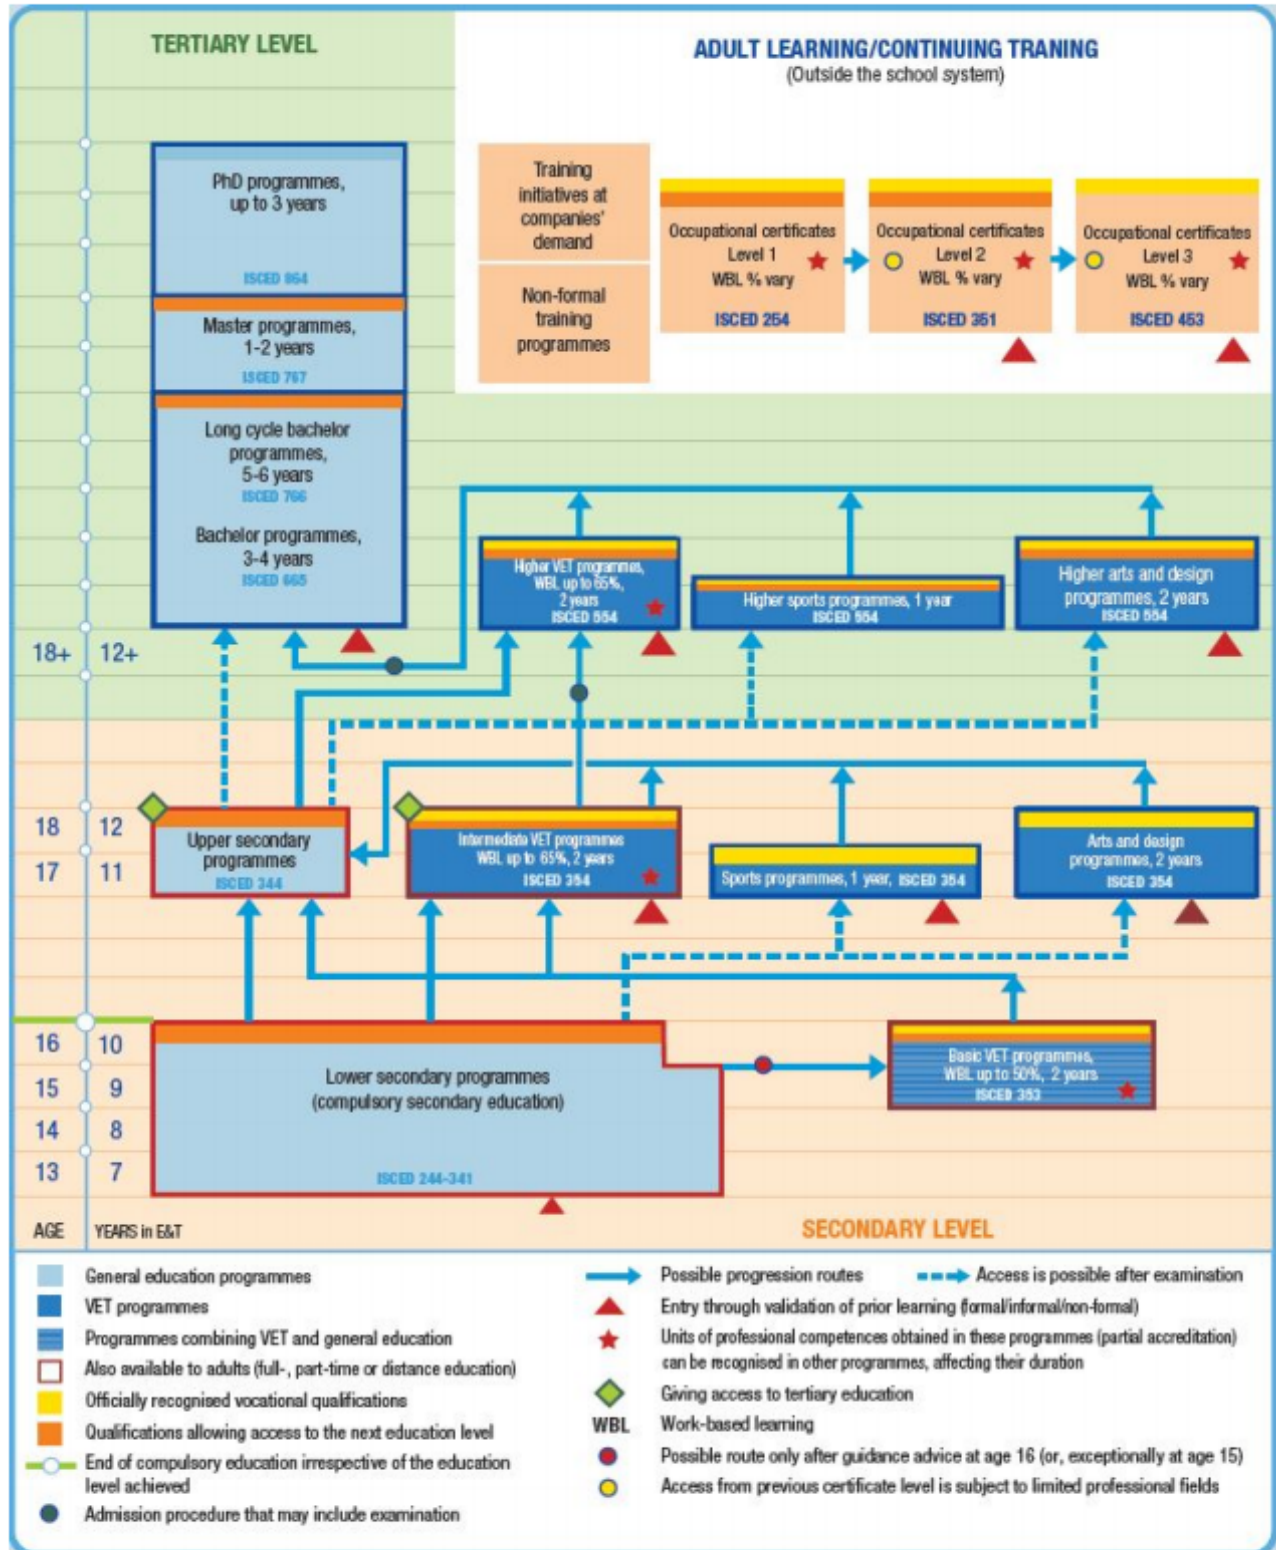 TERTIARY LEVEL
ADULT LEARNING/CONTINUING TRANING
(Outside the school system)
PhD programmes,
up to 3 years
ISCED 864
Master programmes,
1-2 years
ISCED 767
Long cycle bachelor
programmes,
5-6 years
ISCED 766
Bachelor programmes,
3-4 years
ISCED 665
Training
initiatives at
companies'
demand
Non-formal
training
programmes
Occupational certificates
Level 1
WBL % vary
ISCED 254
Occupational certificates
Level 2
WBL % vary
ISCED 351
Occupational certificates
Level 3
WBL % vary
ISCED 453
Higher VET programmes,
WBL up to 65%,
2 years
ISCED 554
Higher sports programmes, 1 year
ISCED 554
Higher arts and design
programmes, 2 years
ISCED 554
18+ 12+
18 12
17 11
Upper secondary
programmes
ISCED 344
Intermediate VET programmes
WBL up to 65%, 2 years
ISCED 354
Sports programmes, 1 year, ISCED 354
Arts and design
programmes, 2 years
ISCED 354
16 10
15 9
14 8
13 7
Lower secondary programmes
(compulsory secondary education)
ISCED 244-341
Basic VET programmes,
WBL up to 50%, 2 years
ISCED 353
AGE YEARS in E&T
SECONDARY LEVEL
General education programmes
VET programmes
Programmes combining VET and general education
Also available to adults (full-, part-time or distance education)
Officially recognised vocational qualifications
Qualifications allowing access to the next education level
End of compulsory education irrespective of the education
level achieved
Admission procedure that may include examination
Possible progression routes
Access is possible after examination
Entry through validation of prior learning (formal/informal/non-formal)
Units of professional competences obtained in these programmes (partial accreditation)
can be recognised in other programmes, affecting their duration
Giving access to tertiary education
WBL Work-based learning
Possible route only after guidance advice at age 16 (or, exceptionally at age 15)
Access from previous certificate level is subject to limited professional fields